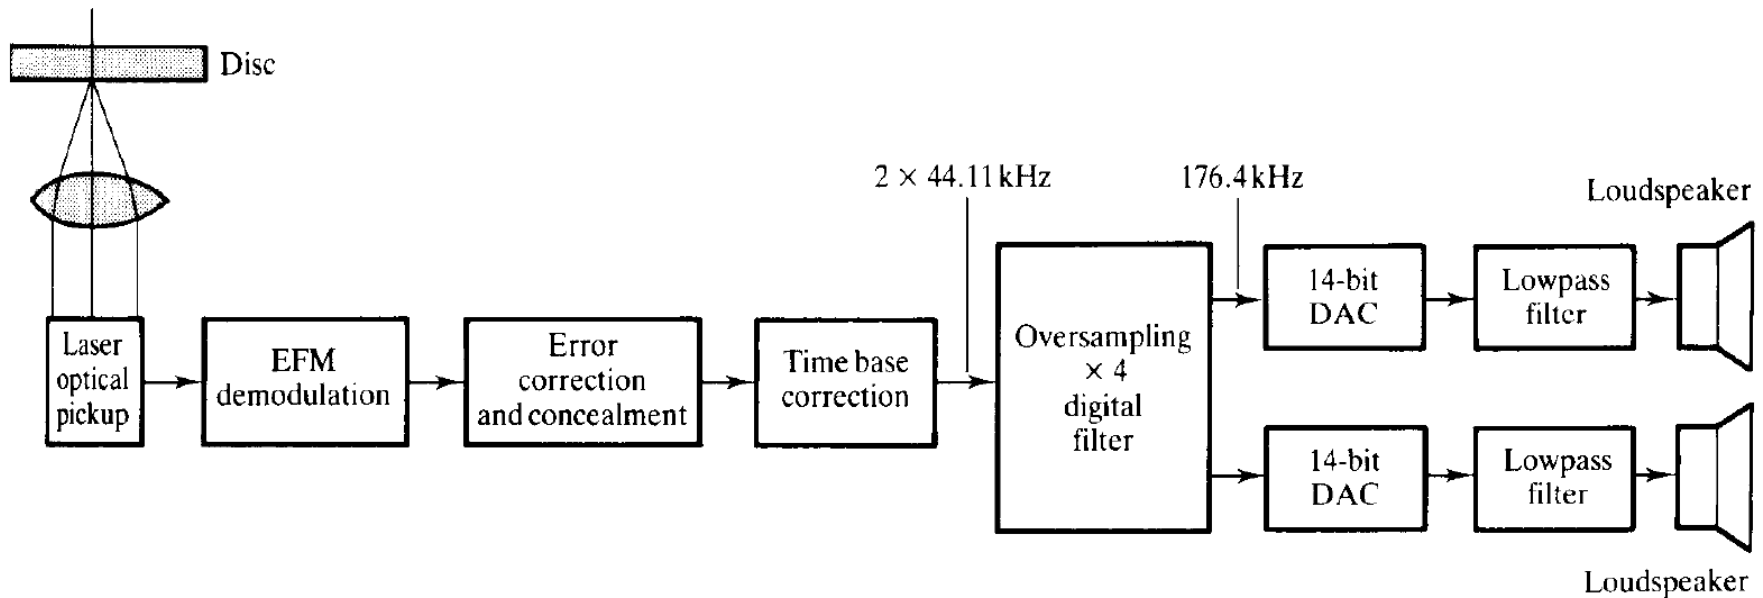 Disc
2 × 44.11 kHz
176.4 kHz
Loudspeaker
Laser
optical
pickup
EFM
demodulation
Error
correction
and concealment
Time base
correction
Oversampling
× 4
digital
filter
14-bit
DAC
Lowpass
filter
14-bit
DAC
Lowpass
filter
Loudspeaker